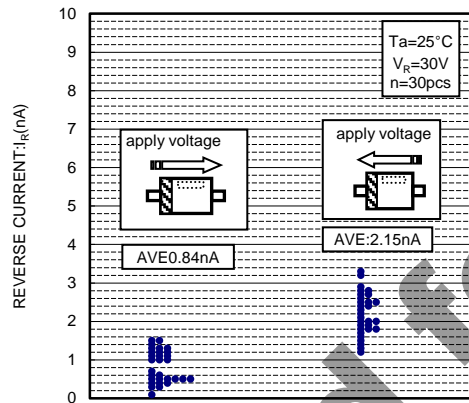 10
9
8
7
6
5
4
3
2
1
0
REVERSE CURRENT:IR(nA)
Ta=25°C
VR=30V
n=30pcs
apply voltage
AVE0.84nA
apply voltage
AVE:2.15nA
d f